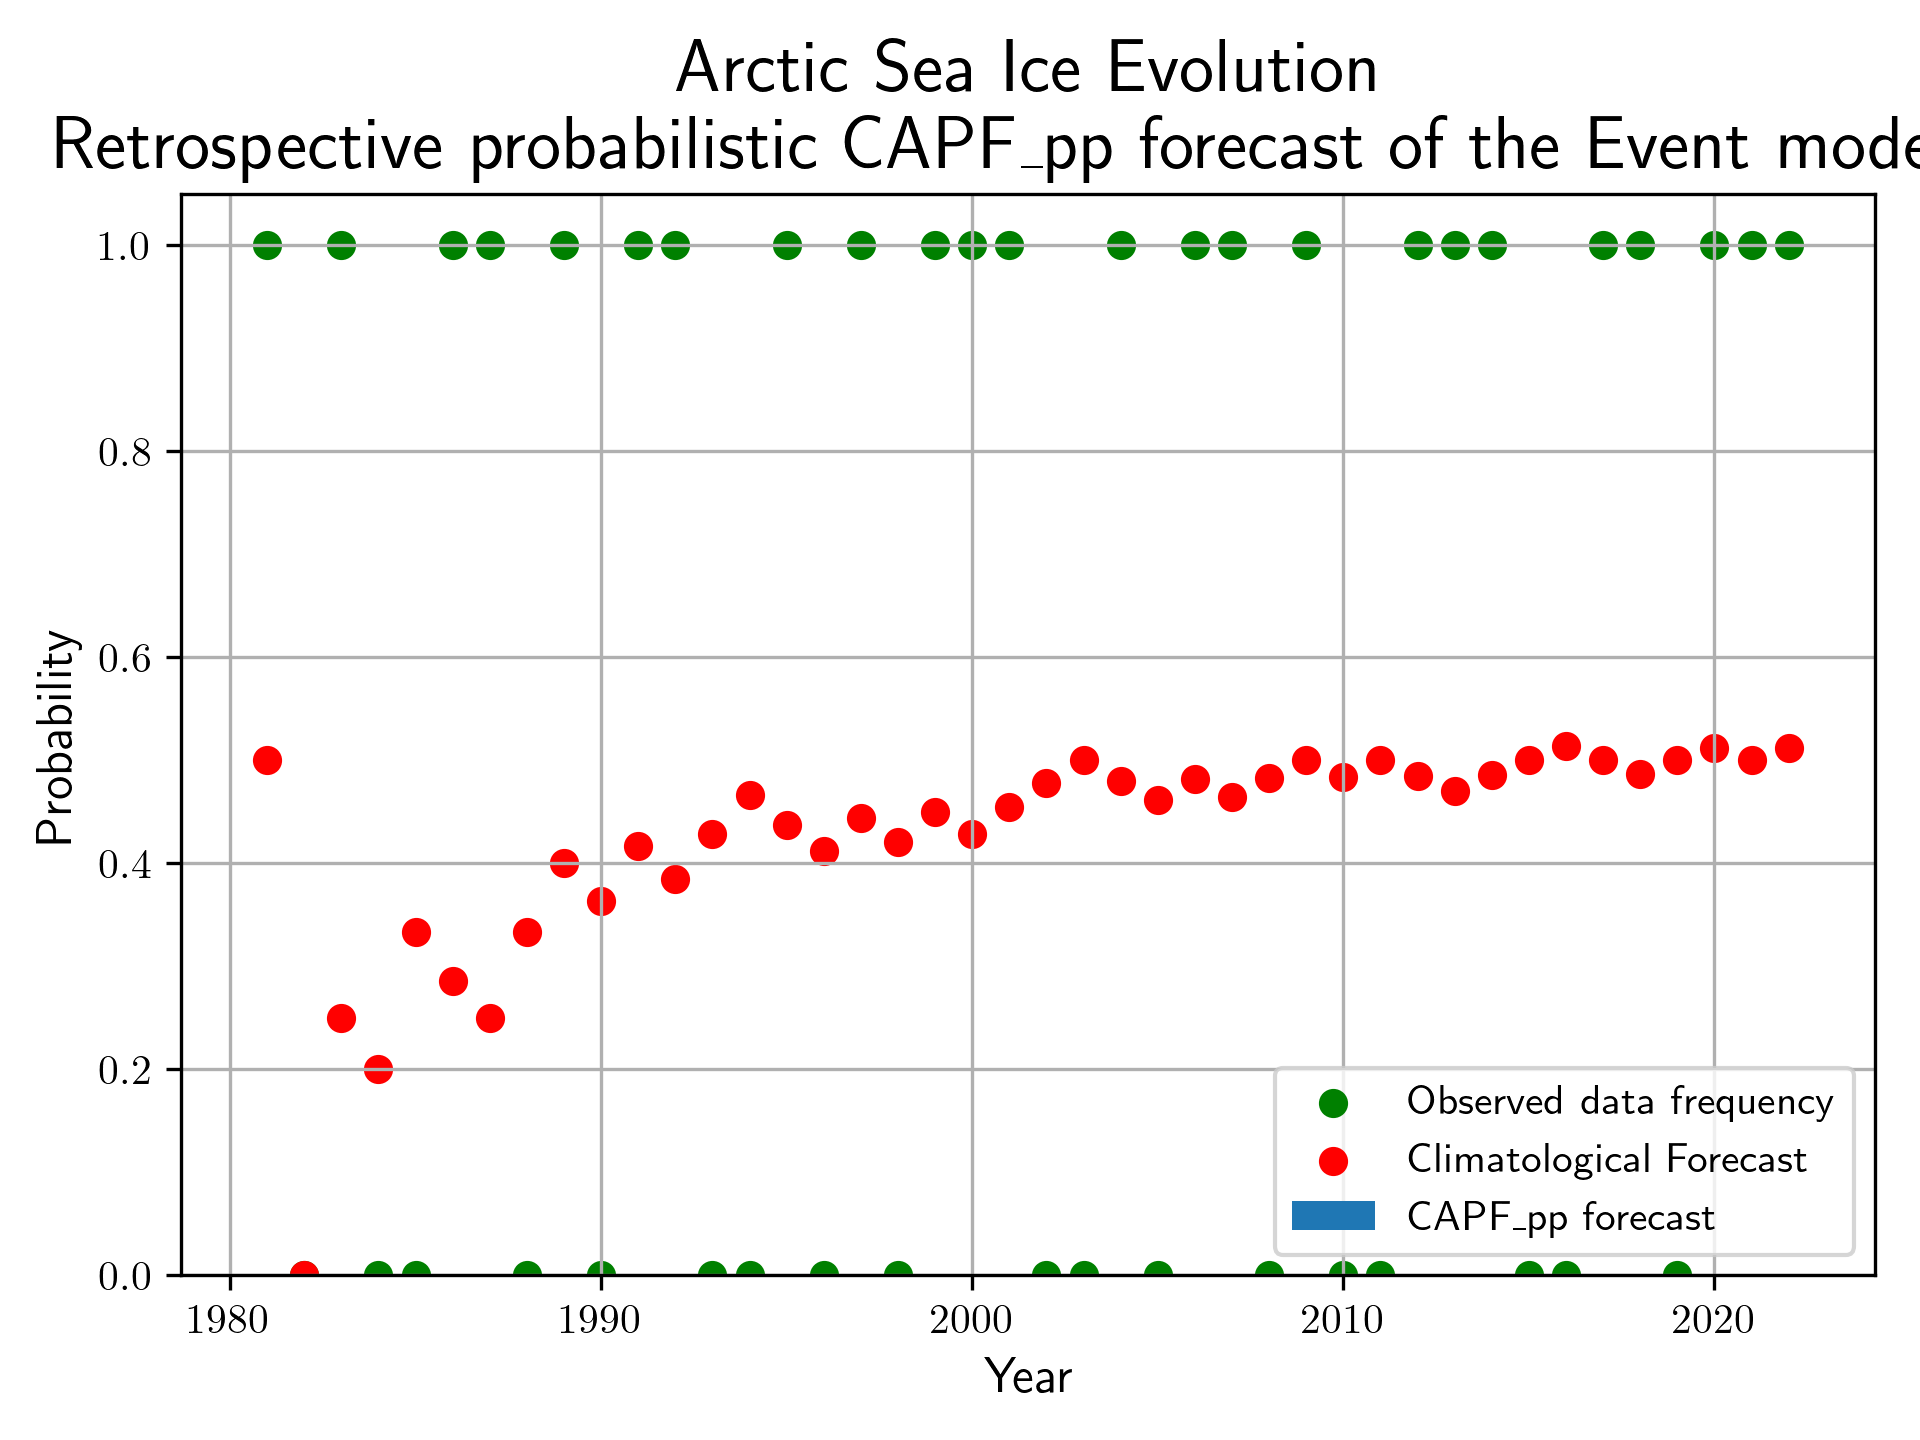 Arctic Sea Ice Evolution
Retrospective probabilistic CAPF_pp forecast of the Event mode
1.0
0.8
0.6
0.4
0.2
0.0
Probability
Observed data frequency
Climatological Forecast
CAPF_pp forecast
1980 1990 2000 2010 2020
Year